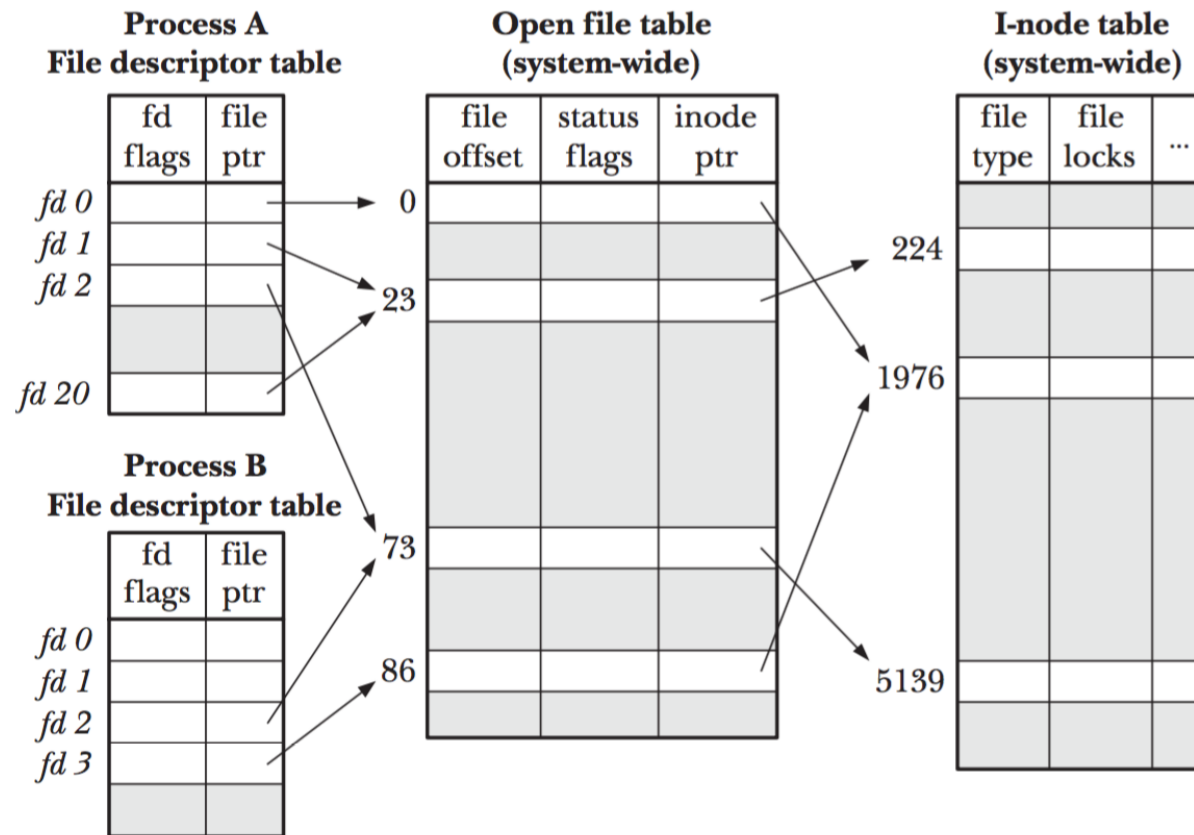 Process A
File descriptor table
fd file
flags ptr
fd 0
fd 1
fd 2
fd 20
Process B
File descriptor table
fd file
flags ptr
fd 0
fd 1
fd 2
fd 3
Open file table
(system-wide)
file status inode
offset flags ptr
0
23
73
86
I-node table
(system-wide)
file file ...
type locks
224
1976
5139